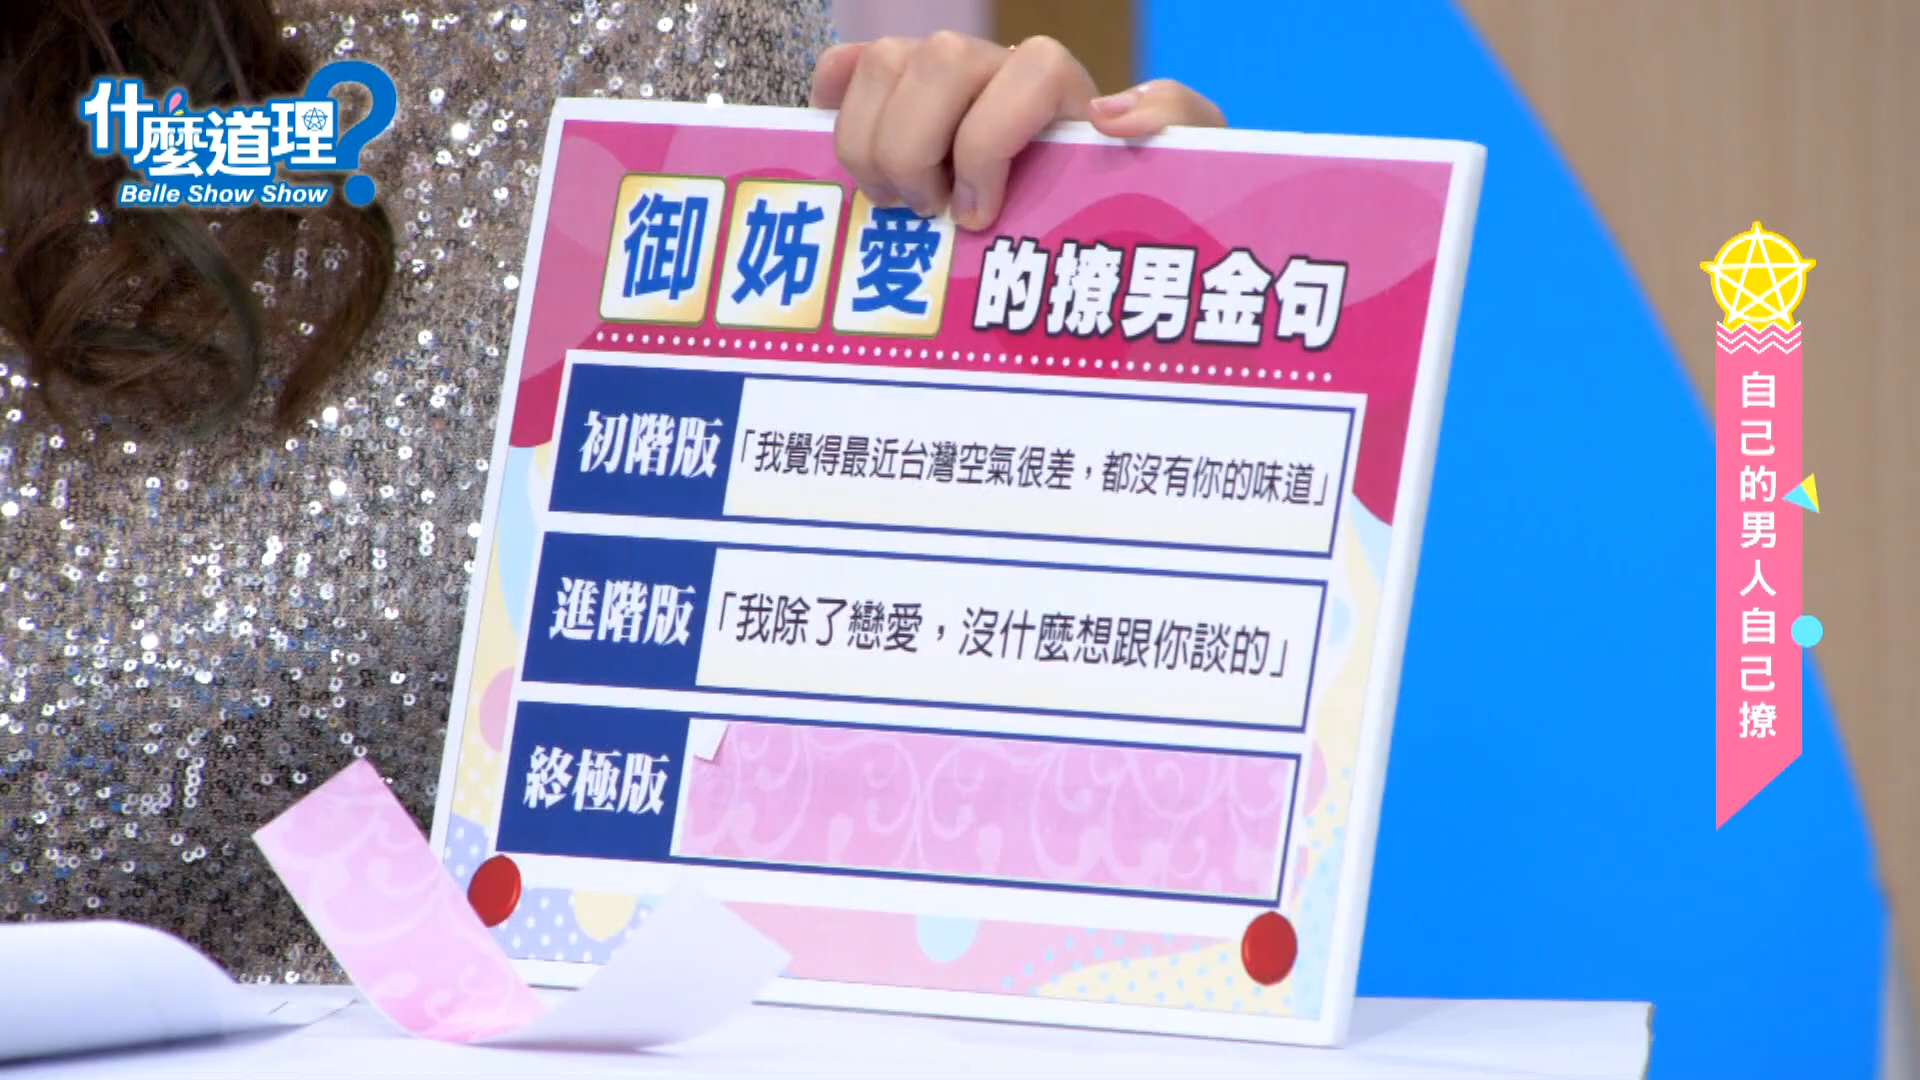 什麼道理?
Belle Show Show
御姊愛的撩男金句
初階版
「我覺得最近台灣空氣很差，都沒有你的味道」
進階版
「我除了戀愛，沒什麼想跟你談的」
終極版
自己的男人自己撩